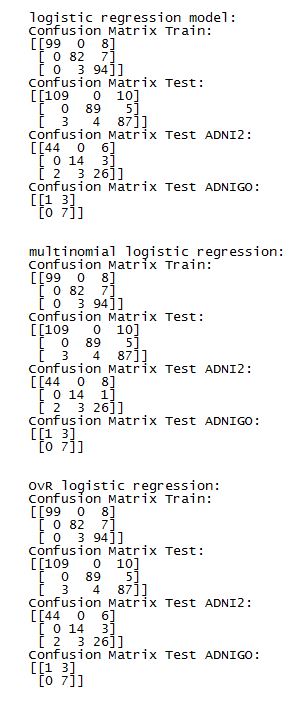 logistic regression model:
Confusion Matrix Train:
[[99  0  8]
 [ 0 82  7]
 [ 0  3 94]]
Confusion Matrix Test:
[[109   0  10]
 [  0  89   5]
 [  3   4  87]]
Confusion Matrix Test ADNI2:
[[44  0  6]
 [ 0 14  3]
 [ 2  3 26]]
Confusion Matrix Test ADNIGO:
[[1 3]
 [0 7]]
multinomial logistic regression:
Confusion Matrix Train:
[[99  0  8]
 [ 0 82  7]
 [ 0  3 94]]
Confusion Matrix Test:
[[109   0  10]
 [  0  89   5]
 [  3   4  87]]
Confusion Matrix Test ADNI2:
[[44  0  8]
 [ 0 14  1]
 [ 2  3 26]]
Confusion Matrix Test ADNIGO:
[[1 3]
 [0 7]]
OvR logistic regression:
Confusion Matrix Train:
[[99  0  8]
 [ 0 82  7]
 [ 0  3 94]]
Confusion Matrix Test:
[[109   0  10]
 [  0  89   5]
 [  3   4  87]]
Confusion Matrix Test ADNI2:
[[44  0  6]
 [ 0 14  3]
 [ 2  3 26]]
Confusion Matrix Test ADNIGO:
[[1 3]
 [0 7]]